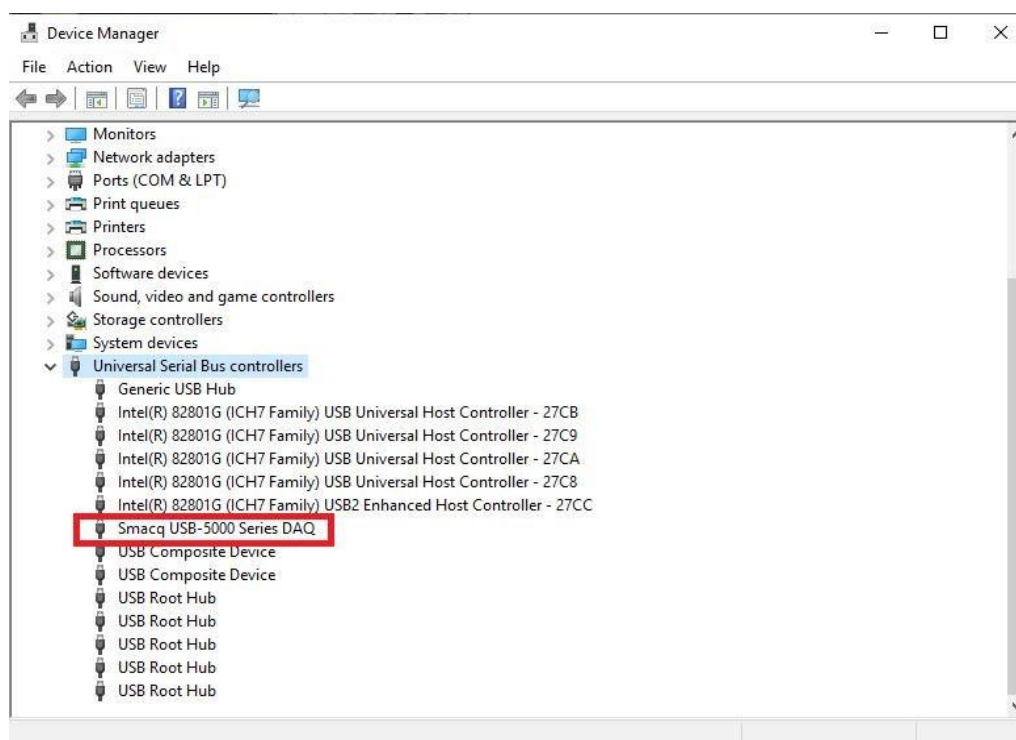 Device Manager
File Action View Help
Monitors
Network adapters
Ports (COM & LPT)
Print queues
Printers
Processors
Software devices
Sound, video and game controllers
Storage controllers
System devices
Universal Serial Bus controllers
Generic USB Hub
Intel(R) 82801G (ICH7 Family) USB Universal Host Controller - 27CB
Intel(R) 82801G (ICH7 Family) USB Universal Host Controller - 27C9
Intel(R) 82801G (ICH7 Family) USB Universal Host Controller - 27CA
Intel(R) 82801G (ICH7 Family) USB Universal Host Controller - 27C8
Intel(R) 82801G (ICH7 Family) USB2 Enhanced Host Controller - 27CC
Smacq USB-5000 Series DAQ
USB Composite Device
USB Composite Device
USB Root Hub
USB Root Hub
USB Root Hub
USB Root Hub
USB Root Hub